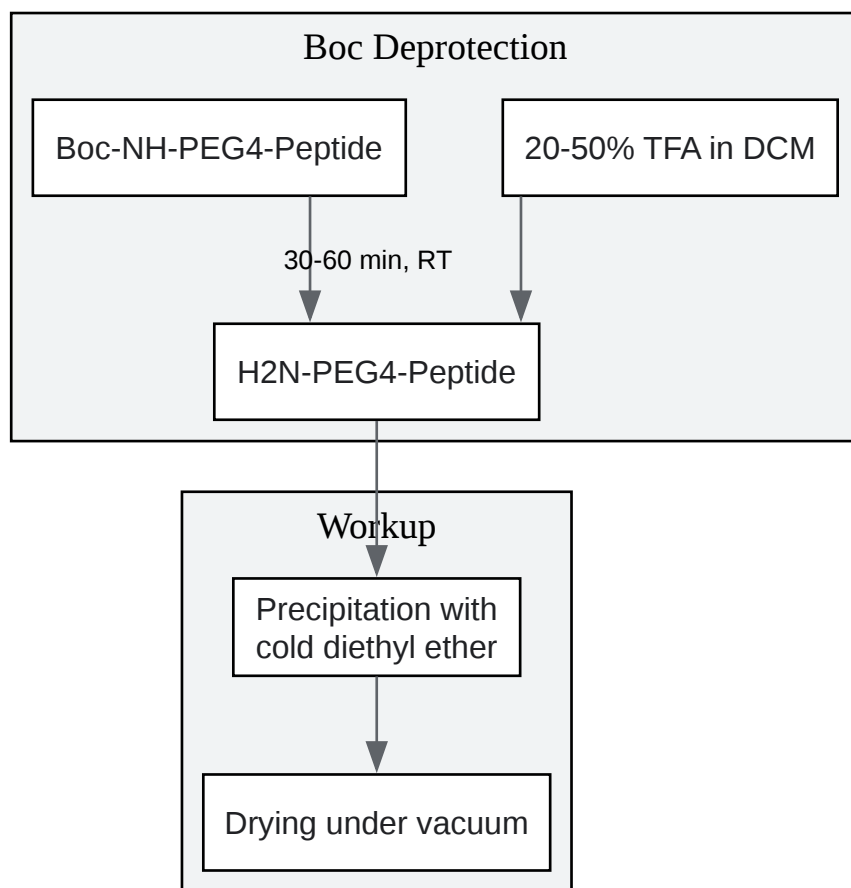 Boc Deprotection
Boc-NH-PEG4-Peptide
20-50% TFA in DCM
30-60 min, RT
H2N-PEG4-Peptide
Workup
Precipitation with
cold diethyl ether
Drying under vacuum